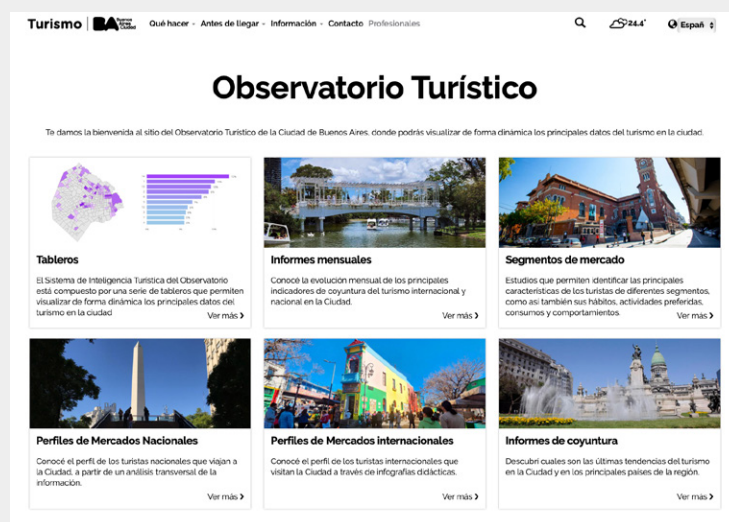 Turismo BA Buenos Aires Ciudad Qué hacer Antes de llegar Información Contacto Profesionales 24.4° Españ
Observatorio Turístico
Te damos la bienvenida al sitio del Observatorio Turístico de la Ciudad de Buenos Aires, donde podrás visualizar de forma dinámica los principales datos del turismo en la ciudad.
Tableros
El Sistema de Inteligencia Turística del Observatorio
está compuesto por una serie de tableros que permiten
visualizar de forma dinámica los principales datos del
turismo en la ciudad
Ver más ❯
Informes mensuales
Conocé la evolución mensual de los principales
indicadores de coyuntura del turismo internacional y
nacional en la Ciudad.
Ver más ❯
Segmentos de mercado
Estudios que permiten identificar las principales
características de los turistas de diferentes segmentos,
como así también sus hábitos, actividades preferidas,
consumos y comportamientos.
Ver más ❯
Perfiles de Mercados Nacionales
Conocé el perfil de los turistas nacionales que viajan a
la Ciudad, a partir de un análisis transversal de la
información.
Ver más ❯
Perfiles de Mercados internacionales
Conocé el perfil de los turistas internacionales que
visitan la Ciudad a través de infografías didácticas.
Ver más ❯
Informes de coyuntura
Descubrí cuales son las últimas tendencias del turismo
en la Ciudad y en los principales países de la región.
Ver más ❯